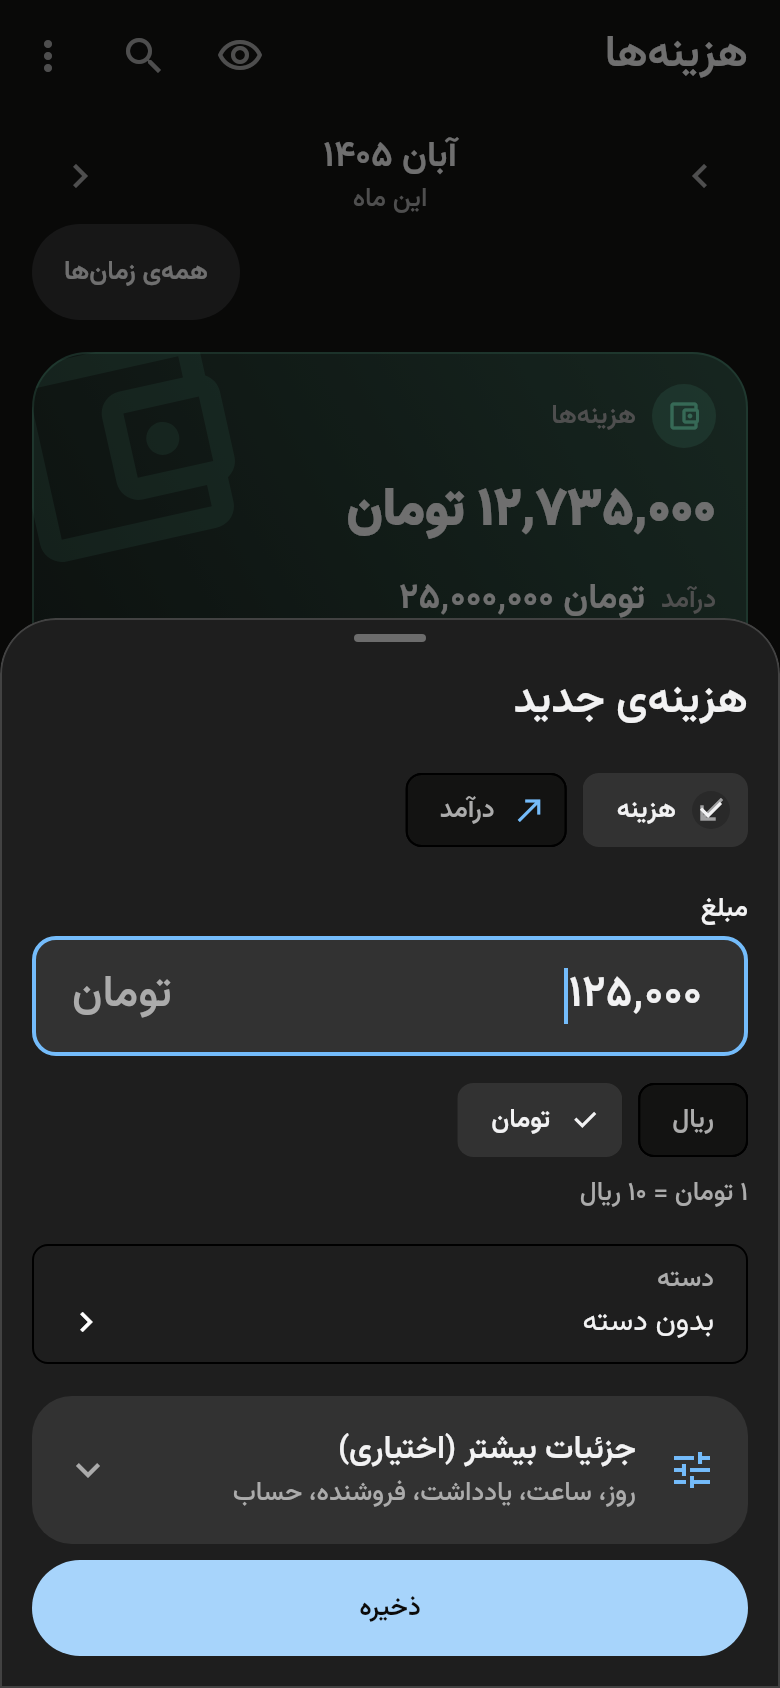 هزینه‌ها
آبان ۱۴۰۵
این ماه
همه‌ی زمان‌ها
هزینه‌ها
۱۲,۷۳۵,۰۰۰ تومان
درآمد ۲۵,۰۰۰,۰۰۰ تومان
هزینه‌ی جدید
هزینه
درآمد
مبلغ
۱۲۵,۰۰۰ تومان
ریال
تومان
۱ تومان = ۱۰ ریال
دسته
بدون دسته
جزئیات بیشتر (اختیاری)
روز، ساعت، یادداشت، فروشنده، حساب
ذخیره